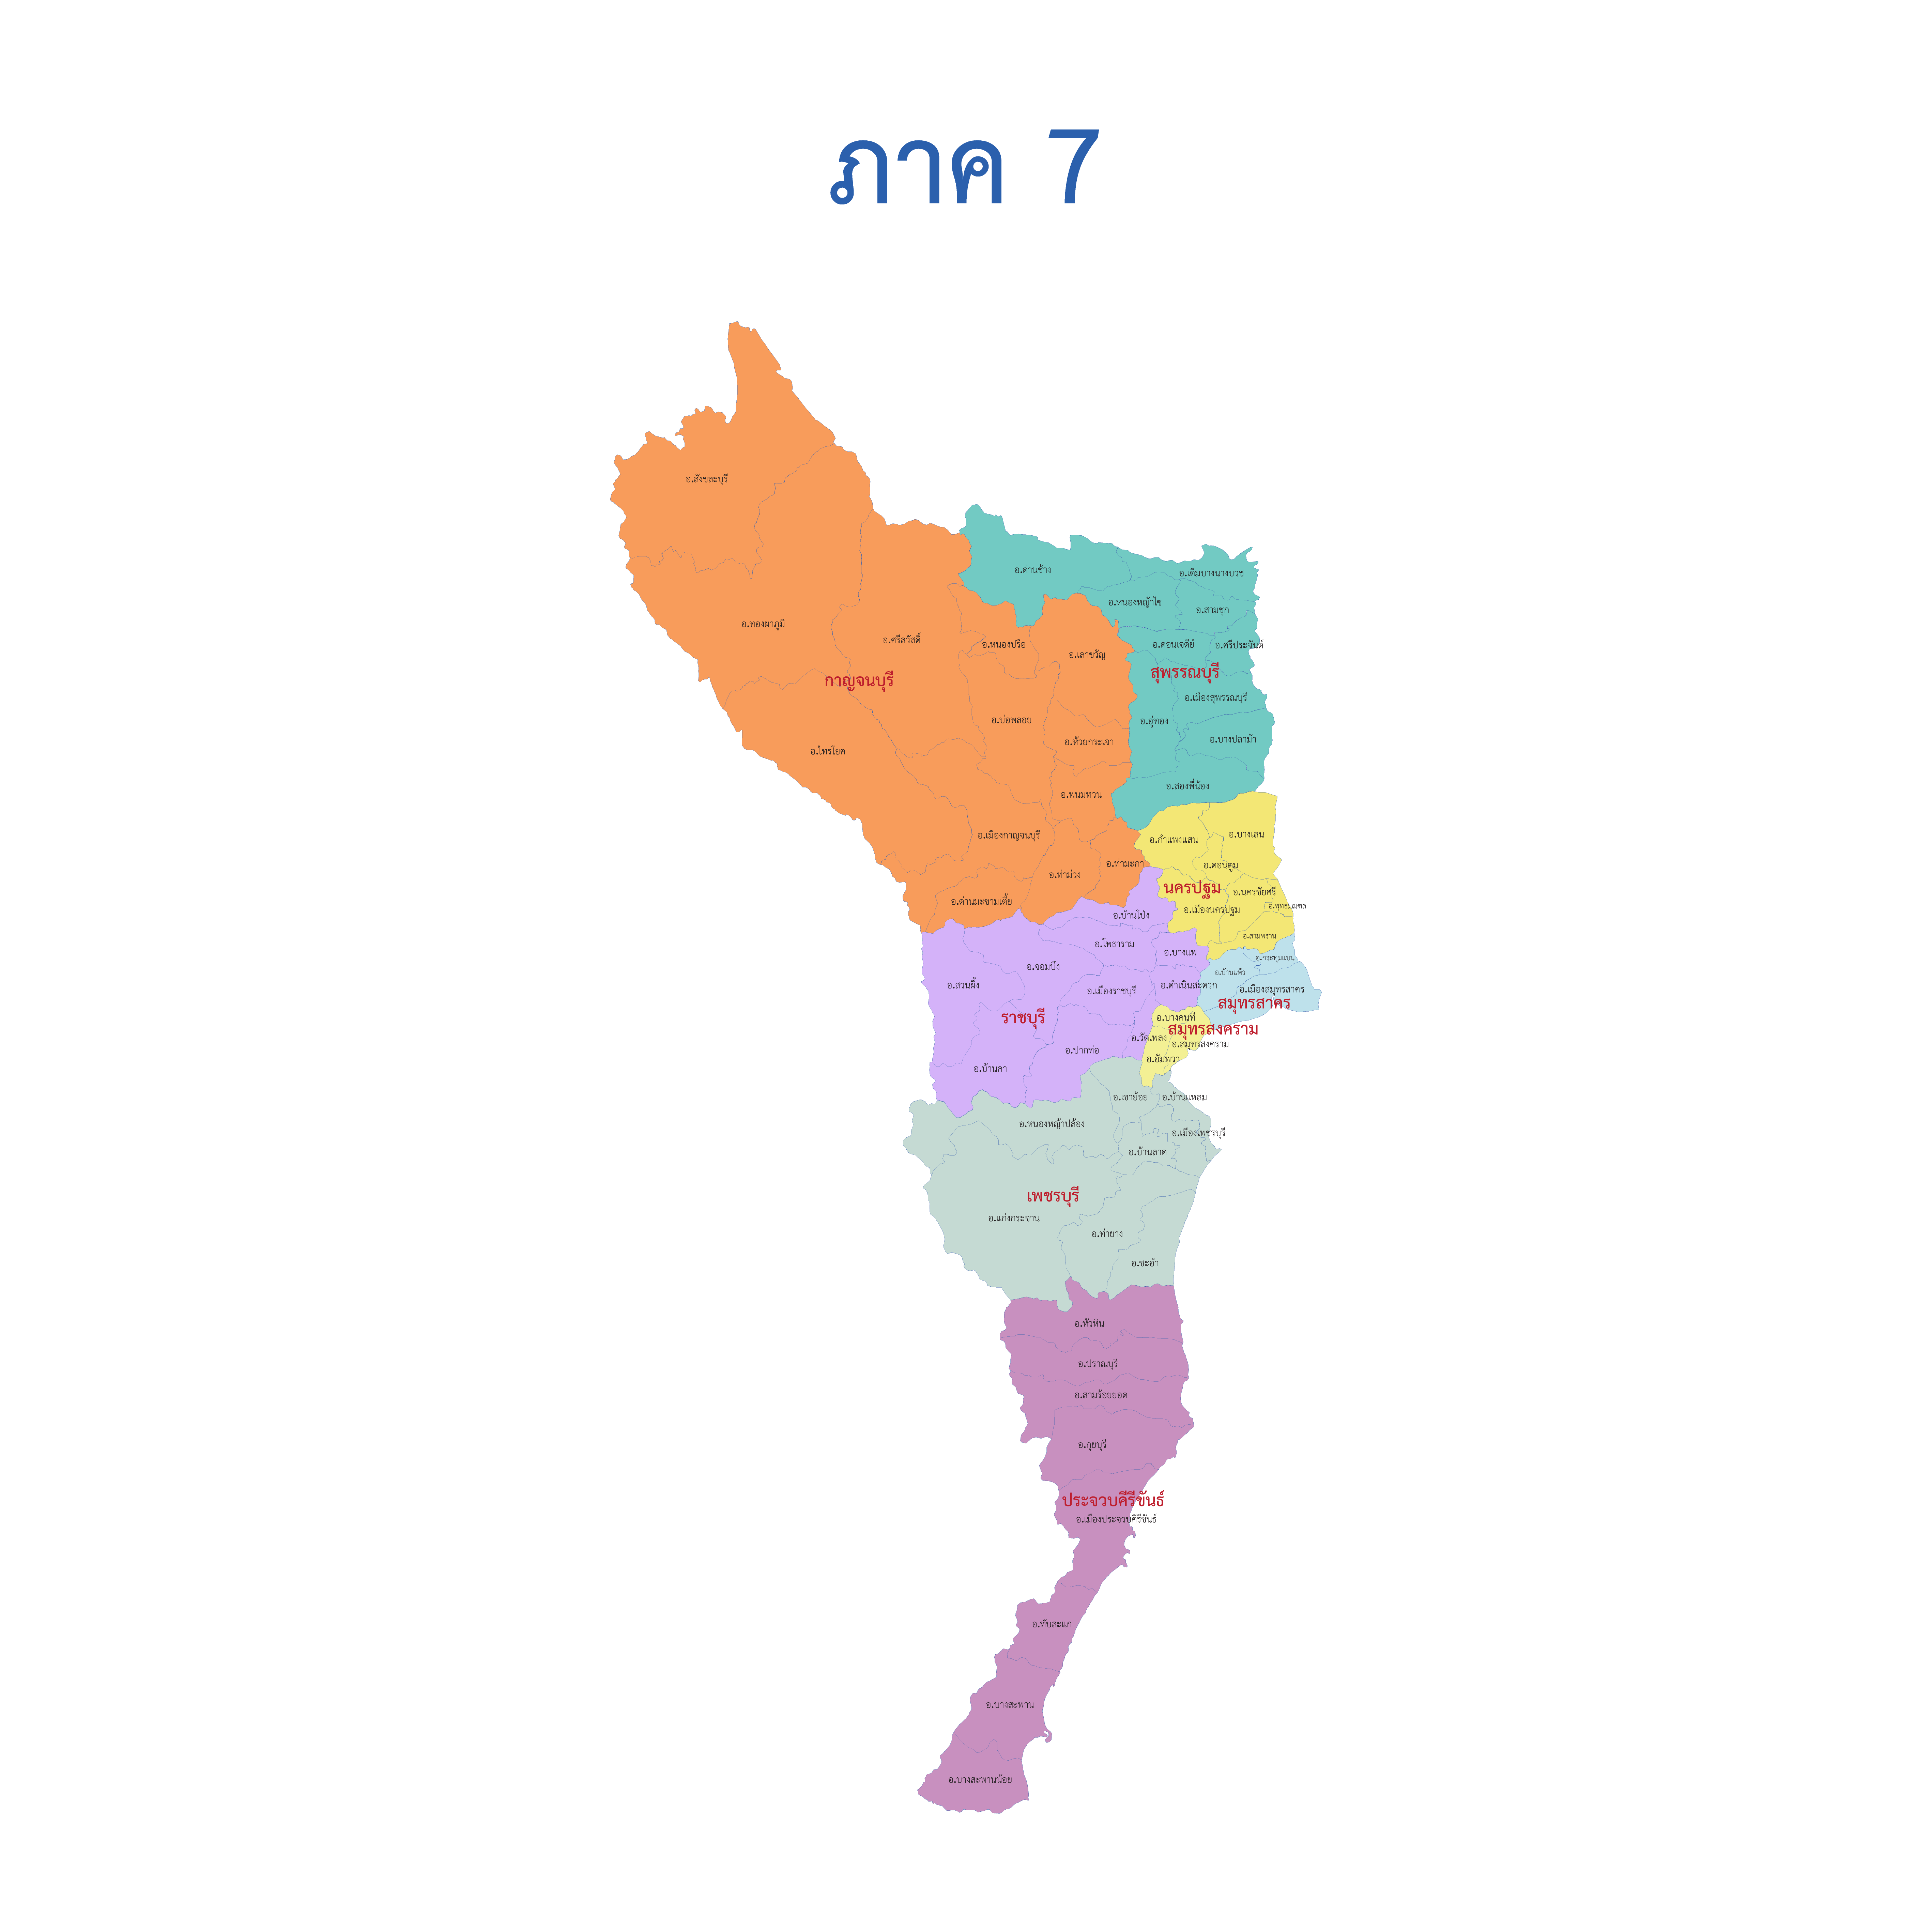 ภาค 7
อ.สังขละบุรี
อ.ทองผาภูมิ
อ.ศรีสวัสดิ์
อ.หนองปรือ
อ.เลาขวัญ
กาญจนบุรี
อ.บ่อพลอย
อ.ห้วยกระเจา
อ.ไทรโยค
อ.พนมทวน
อ.เมืองกาญจนบุรี
อ.ท่าม่วง
อ.ท่ามะกา
อ.ด่านมะขามเตี้ย
อ.ด่านช้าง
อ.เดิมบางนางบวช
อ.หนองหญ้าไซ
อ.สามชุก
อ.ดอนเจดีย์
อ.ศรีประจันต์
สุพรรณบุรี
อ.เมืองสุพรรณบุรี
อ.อู่ทอง
อ.บางปลาม้า
อ.สองพี่น้อง
อ.กำแพงแสน
อ.บางเลน
อ.ดอนตูม
นครปฐม
อ.นครชัยศรี
อ.พุทธมณฑล
อ.เมืองนครปฐม
อ.สามพราน
อ.บ้านโป่ง
อ.โพธาราม
อ.บางแพ
อ.จอมบึง
อ.สวนผึ้ง
อ.เมืองราชบุรี
อ.ดำเนินสะดวก
ราชบุรี
อ.วัดเพลง
อ.ปากท่อ
อ.บ้านคา
อ.กระทุ่มแบน
อ.บ้านแพ้ว
อ.เมืองสมุทรสาคร
สมุทรสาคร
อ.บางคนที
สมุทรสงคราม
อ.สมุทรสงคราม
อ.อัมพวา
อ.เขาย้อย
อ.บ้านแหลม
อ.หนองหญ้าปล้อง
อ.เมืองเพชรบุรี
อ.บ้านลาด
เพชรบุรี
อ.แก่งกระจาน
อ.ท่ายาง
อ.ชะอำ
อ.หัวหิน
อ.ปราณบุรี
อ.สามร้อยยอด
อ.กุยบุรี
ประจวบคีรีขันธ์
อ.เมืองประจวบคีรีขันธ์
อ.ทับสะแก
อ.บางสะพาน
อ.บางสะพานน้อย